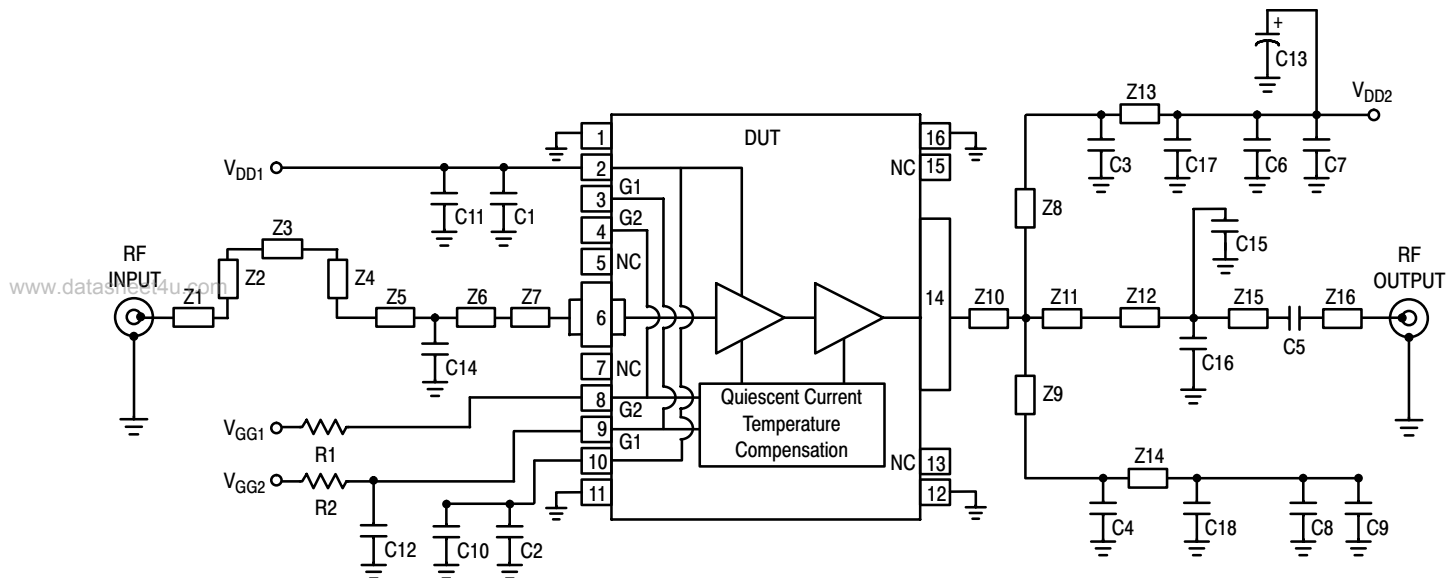 +
C13
Z13
V_DD2
DUT
1
16
V_DD1
2
NC
15
C3
C17
C6
C7
G1
3
C11
C1
G2
4
Z8
Z3
RF
INPUT
Z2
Z4
5
NC
C15
RF
OUTPUT
www.datasheet4u.com
Z1
Z5
Z6
Z7
6
14
Z10
Z11
Z12
Z15
Z16
C5
C14
7
NC
C16
8
G2
Quiescent Current
Temperature
Compensation
Z9
V_GG1
R1
9
G1
10
NC
13
Z14
V_GG2
R2
11
12
C12
C10
C2
C4
C18
C8
C9